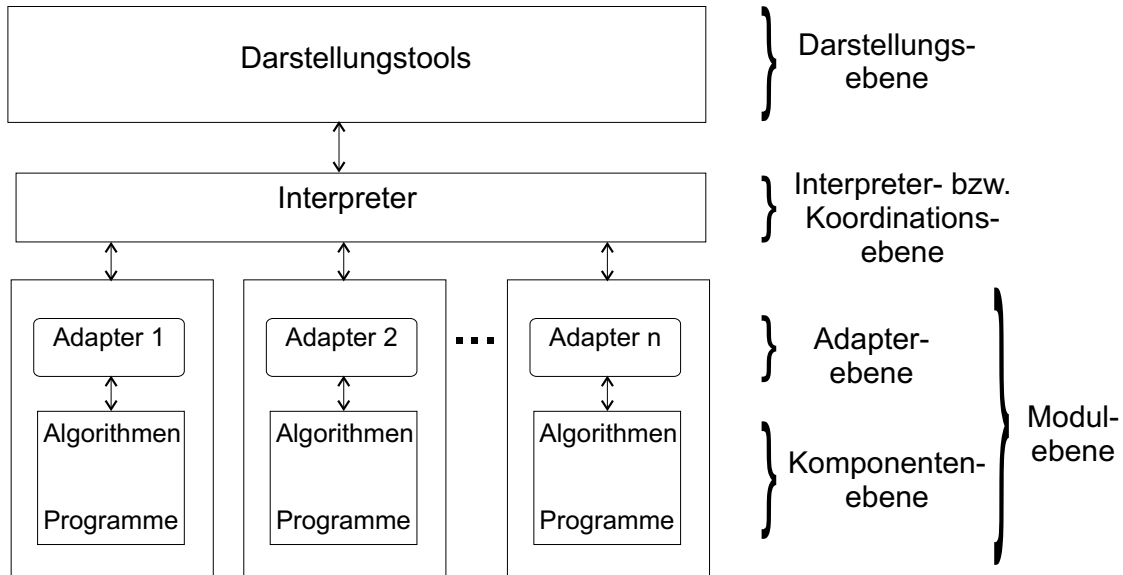 Darstellungstools
Darstellungs-
ebene
Interpreter
Interpreter- bzw.
Koordinations-
ebene
Adapter 1
Adapter 2
...
Adapter n
Adapter-
ebene
Algorithmen
Programme
Algorithmen
Programme
Algorithmen
Programme
Komponenten-
ebene
Modul-
ebene